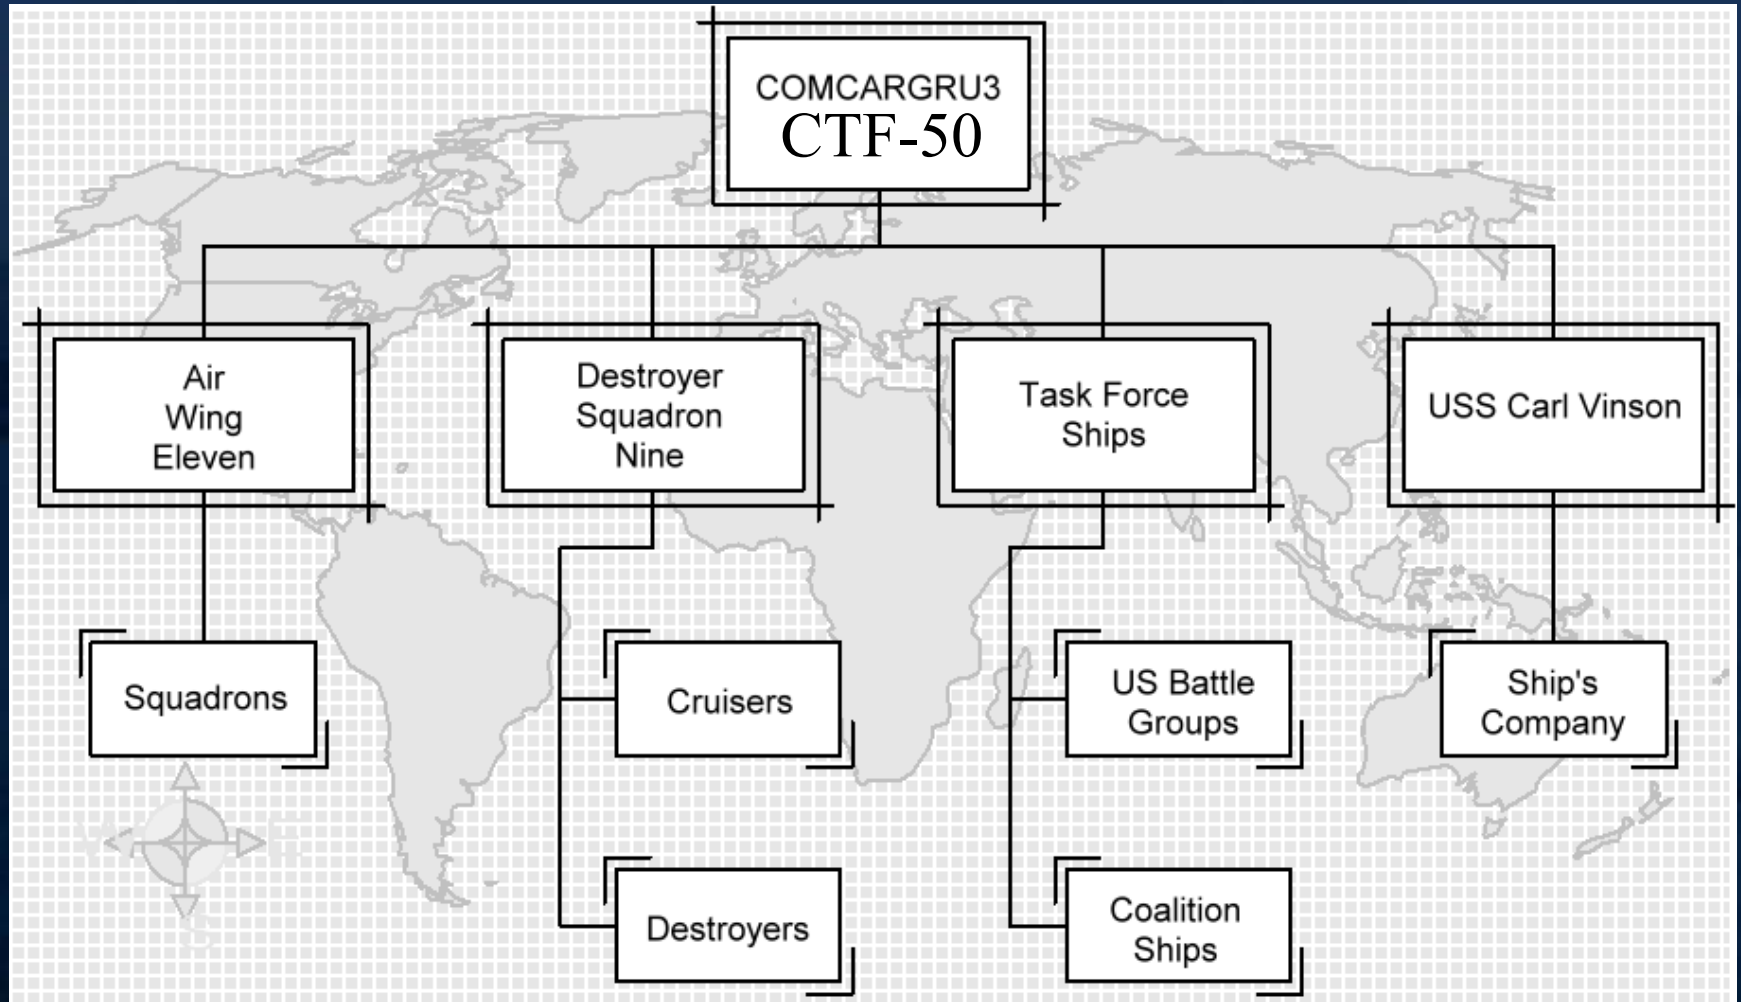 COMCARGRU3
CTF-50
Air
Wing
Eleven
Destroyer
Squadron
Nine
Task Force
Ships
USS Carl Vinson
Squadrons
Cruisers
US Battle
Groups
Ship's
Company
Destroyers
Coalition
Ships
E
S